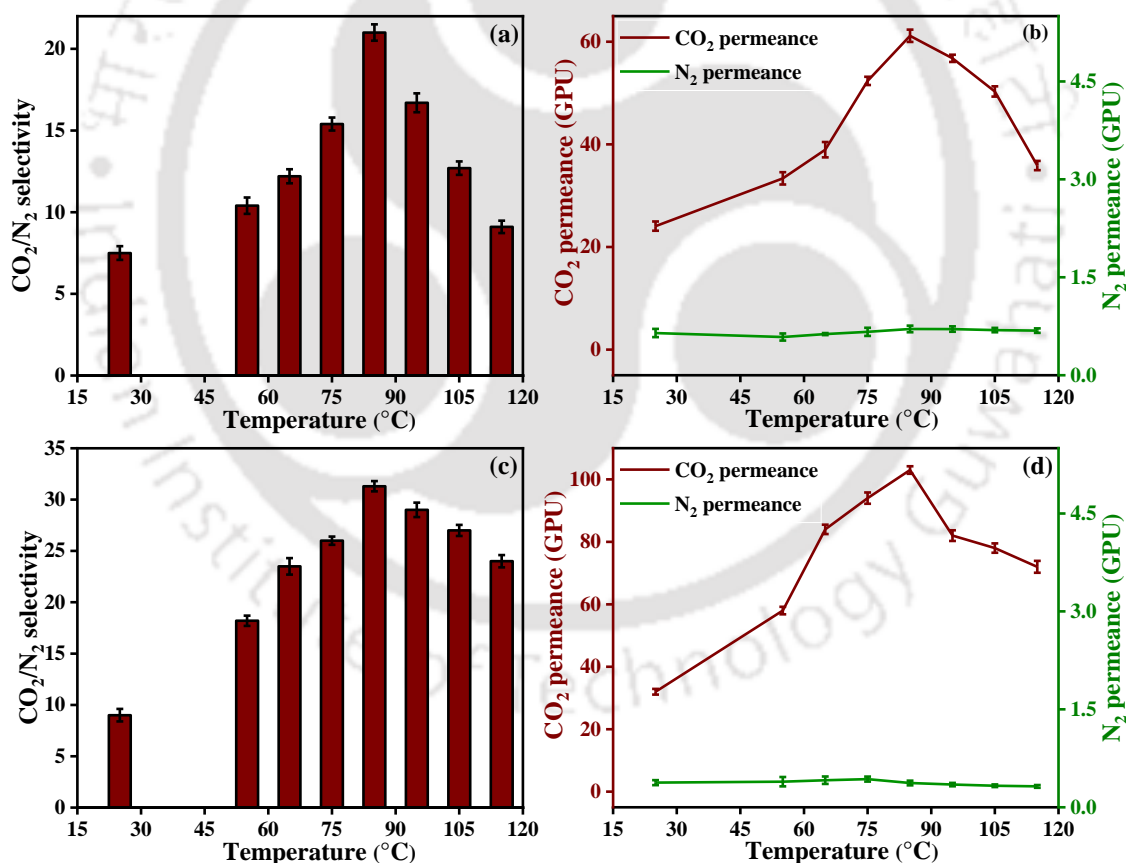 (a)
CO₂/N₂ selectivity
20
15
10
5
0
15 30 45 60 75 90 105 120
Temperature (°C)
(b)
CO₂ permeance
N₂ permeance
CO₂ permeance (GPU)
60
40
20
0
N₂ permeance (GPU)
4.5
3.0
1.5
0.0
15 30 45 60 75 90 105 120
Temperature (°C)
(c)
CO₂/N₂ selectivity
35
30
25
20
15
10
5
0
15 30 45 60 75 90 105 120
Temperature (°C)
(d)
CO₂ permeance
N₂ permeance
CO₂ permeance (GPU)
100
80
60
40
20
0
N₂ permeance (GPU)
4.5
3.0
1.5
0.0
15 30 45 60 75 90 105 120
Temperature (°C)
Indian Institute of Technology Guwahati